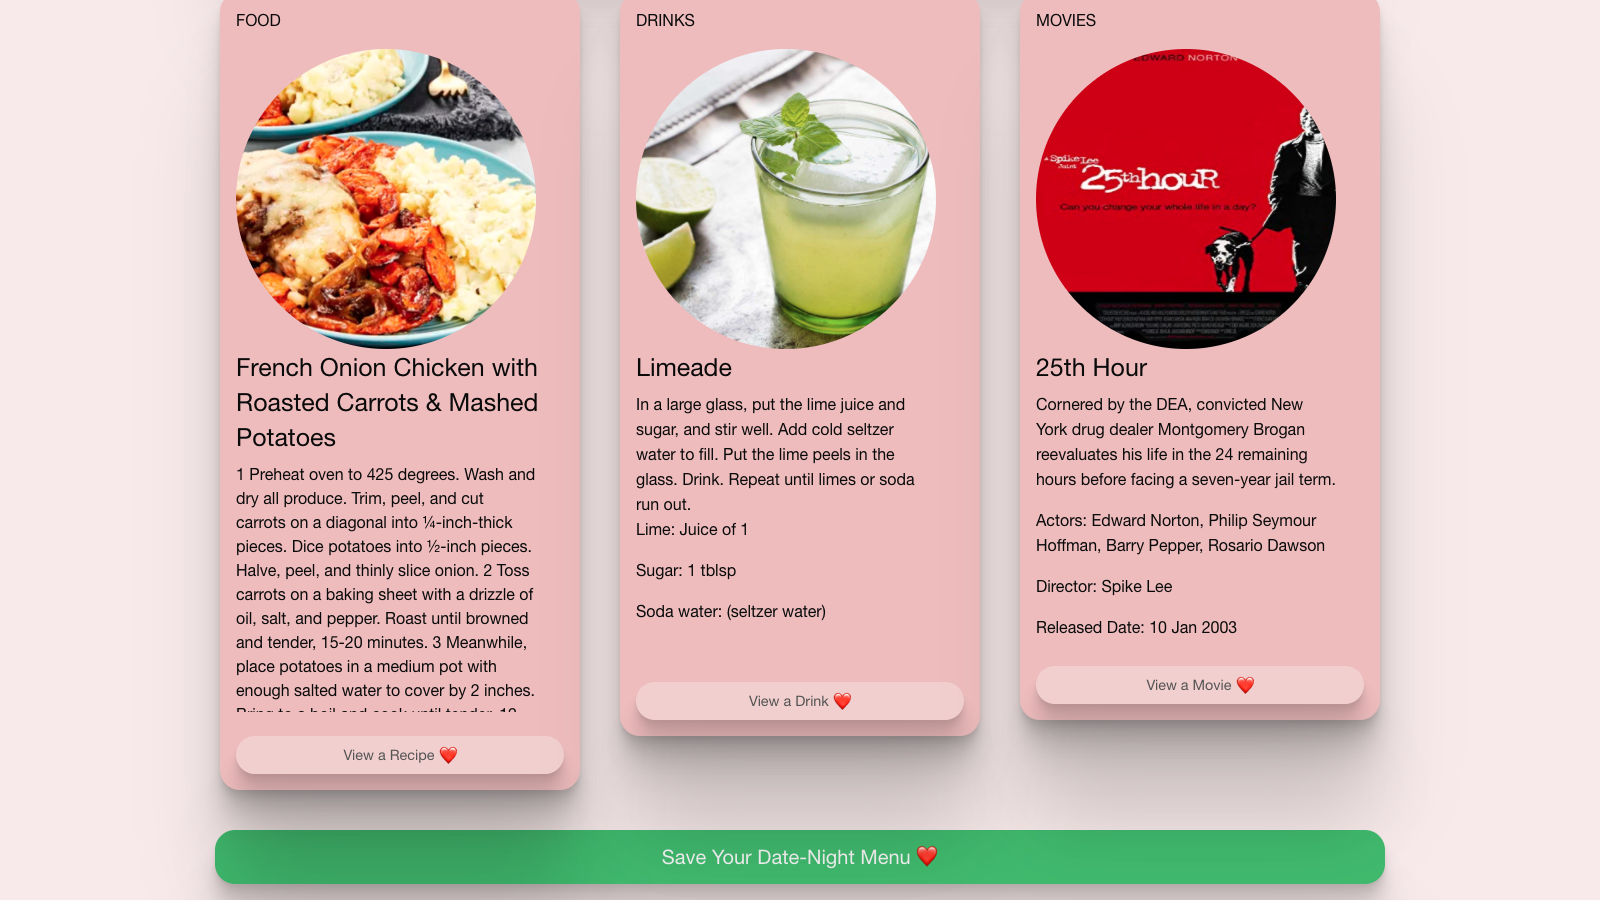 FOOD
French Onion Chicken with
Roasted Carrots & Mashed
Potatoes
1 Preheat oven to 425 degrees. Wash and
dry all produce. Trim, peel, and cut
carrots on a diagonal into ¼-inch-thick
pieces. Dice potatoes into ½-inch pieces.
Halve, peel, and thinly slice onion. 2 Toss
carrots on a baking sheet with a drizzle of
oil, salt, and pepper. Roast until browned
and tender, 15-20 minutes. 3 Meanwhile,
place potatoes in a medium pot with
enough salted water to cover by 2 inches.
Bring to a boil and cook until tender, 12
View a Recipe ❤️
DRINKS
Limeade
In a large glass, put the lime juice and
sugar, and stir well. Add cold seltzer
water to fill. Put the lime peels in the
glass. Drink. Repeat until limes or soda
run out.
Lime: Juice of 1
Sugar: 1 tblsp
Soda water: (seltzer water)
View a Drink ❤️
MOVIES
EDWARD NORTON
a Spike Lee
Joint
25th houR
Can you change your whole life in a day?
25th Hour
Cornered by the DEA, convicted New
York drug dealer Montgomery Brogan
reevaluates his life in the 24 remaining
hours before facing a seven-year jail term.
Actors: Edward Norton, Philip Seymour
Hoffman, Barry Pepper, Rosario Dawson
Director: Spike Lee
Released Date: 10 Jan 2003
View a Movie ❤️
Save Your Date-Night Menu ❤️